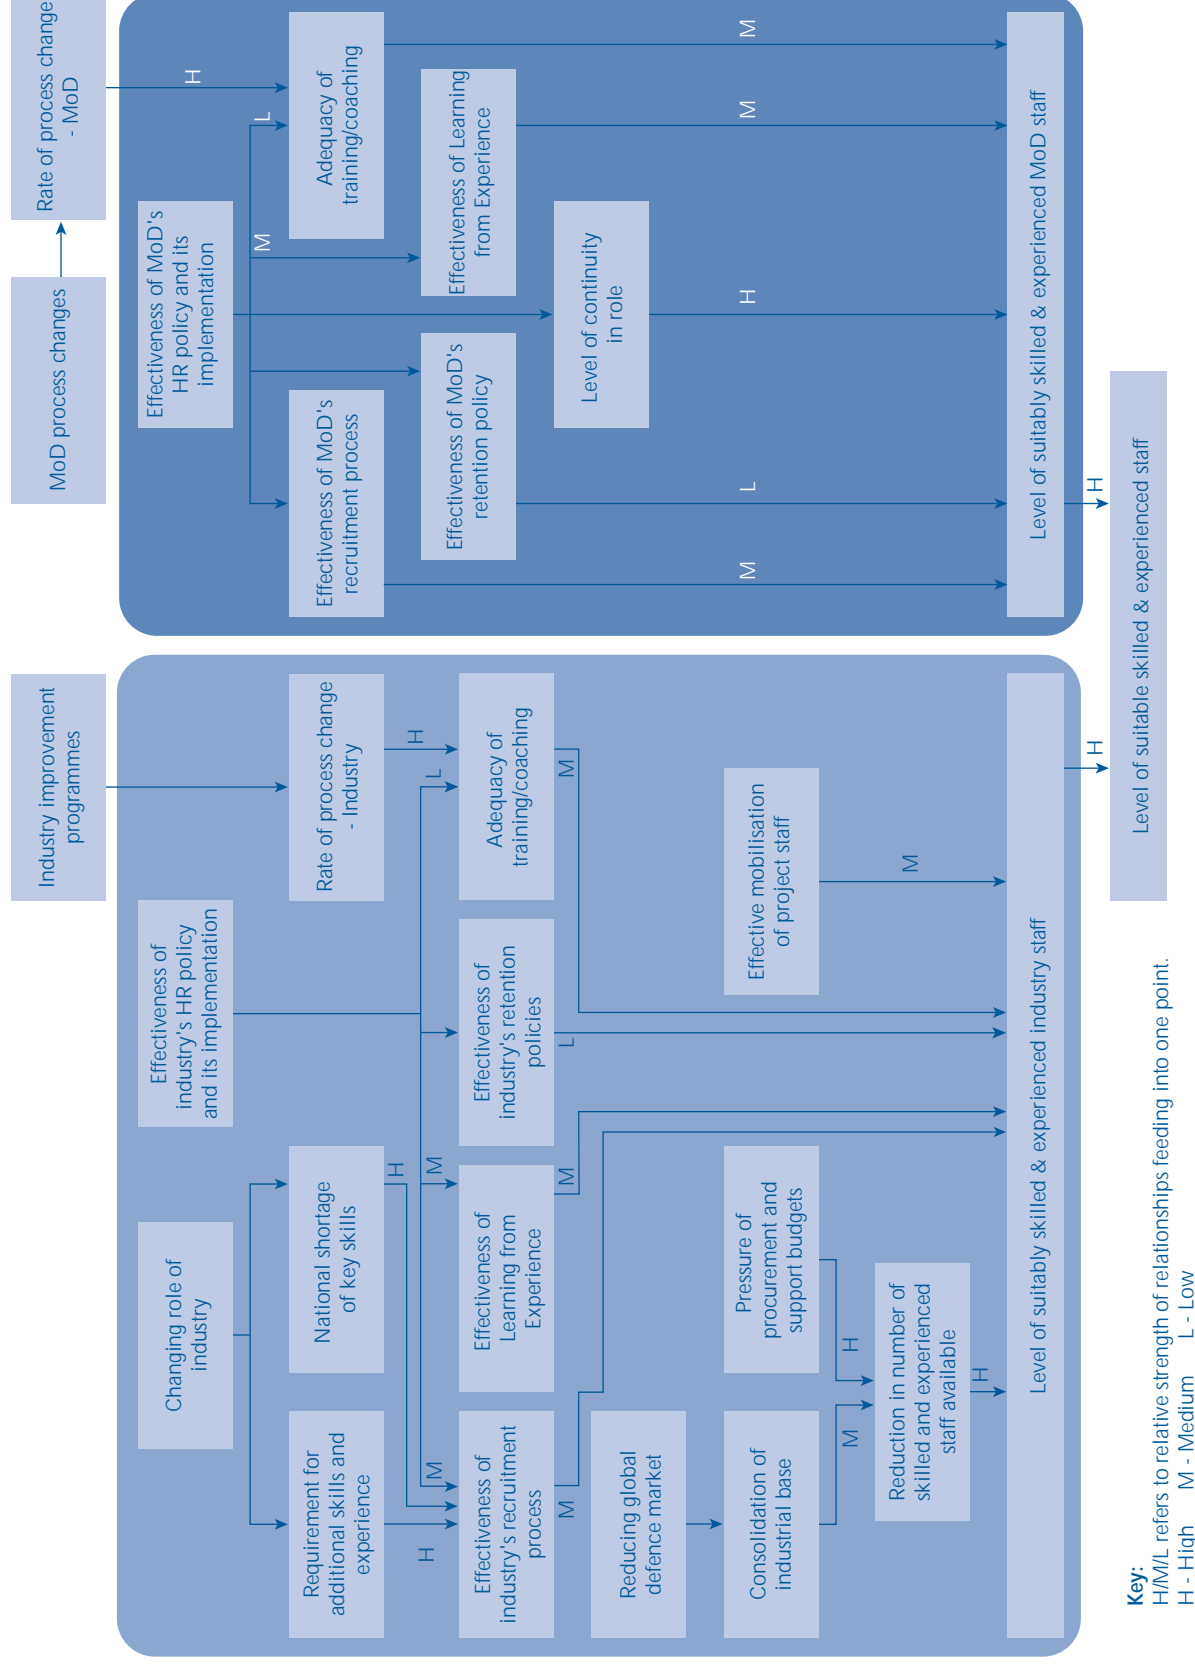 Industry improvement
programmes
MoD process changes
Rate of process change
- MoD
Changing role of
industry
Effectiveness of
industry's HR policy
and its implementation
Effectiveness of MoD's
HR policy and its
implementation
H
L
M
Requirement for
additional skills and
experience
National shortage
of key skills
Rate of process change
- Industry
Effectiveness of MoD's
recruitment process
Adequacy of
training/coaching
H
M
H
M
L
H
Effectiveness of
industry's recruitment
process
Effectiveness of
Learning from
Experience
Effectiveness of
industry's retention
policies
Adequacy of
training/coaching
Effectiveness of MoD's
retention policy
Effectiveness of Learning
from Experience
M
M
L
M
Level of continuity
in role
Reducing global
defence market
Consolidation of
industrial base
Pressure of
procurement and
support budgets
Effective mobilisation
of project staff
M
L
H
M
M
M
H
M
Reduction in number of
skilled and experienced
staff available
H
Level of suitably skilled & experienced industry staff
Level of suitably skilled & experienced MoD staff
H
H
Level of suitable skilled & experienced staff
Key:
H/M/L refers to relative strength of relationships feeding into one point.
H - High M - Medium L - Low